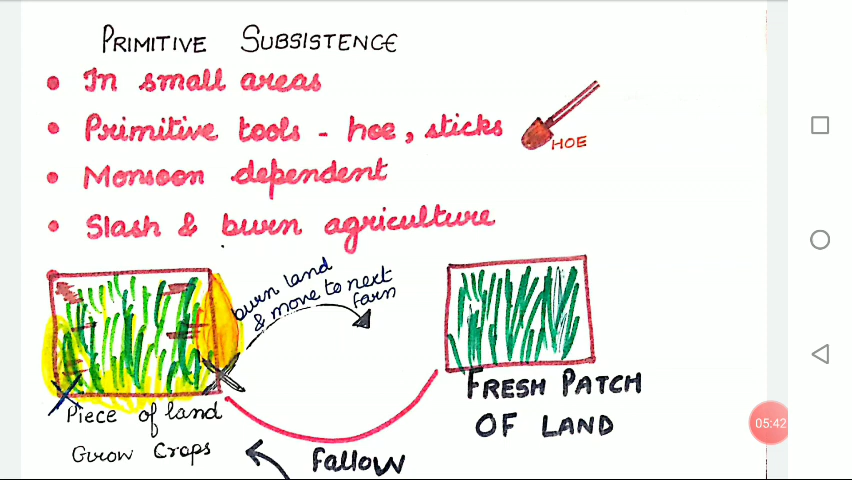 PRIMITIVE SUBSISTENCE
In small areas
Primitive tools - hoe, sticks
HOE
Monsoon dependent
Slash & burn agriculture
burn land
& move to next
farm
FRESH PATCH
OF LAND
Piece of land
Grow Crops
fallow
05:42